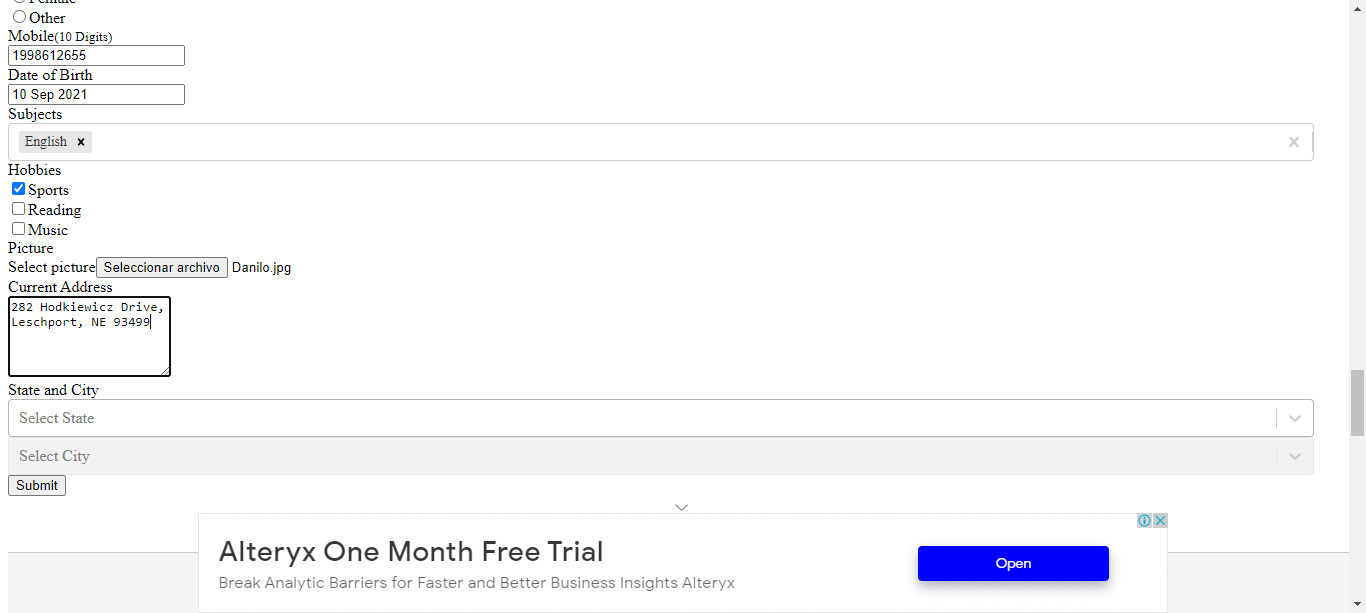 Female
Other
Mobile(10 Digits)
1998612655
Date of Birth
10 Sep 2021
Subjects
English
Hobbies
Sports
Reading
Music
Picture
Select picture Seleccionar archivo Danilo.jpg
Current Address
282 Hodkiewicz Drive,
Leschport, NE 93499
State and City
Select State
Select City
Submit
Alteryx One Month Free Trial
Break Analytic Barriers for Faster and Better Business Insights Alteryx
Open